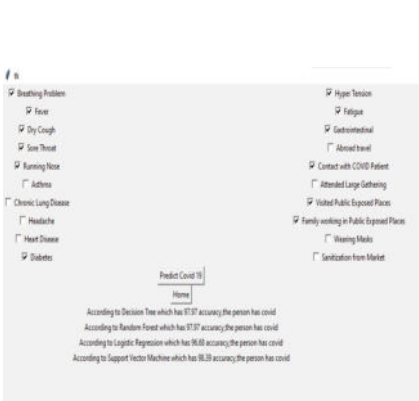 tk
Breathing Problem
Fever
Dry Cough
Sore Throat
Running Nose
Asthma
Chronic Lung Disease
Headache
Heart Disease
Diabetes
Hyper Tension
Fatigue
Gastrointestinal
Abroad travel
Contact with COVID Patient
Attended Large Gathering
Visited Public Exposed Places
Family working in Public Exposed Places
Wearing Masks
Sanitization from Market
Predict Covid 19
Home
According to Decision Tree which has 97.97 accuracy,the person has covid
According to Random Forest which has 97.97 accuracy,the person has covid
According to Logistic Regression which has 96.68 accuracy,the person has covid
According to Support Vector Machine which has 98.39 accuracy,the person has covid